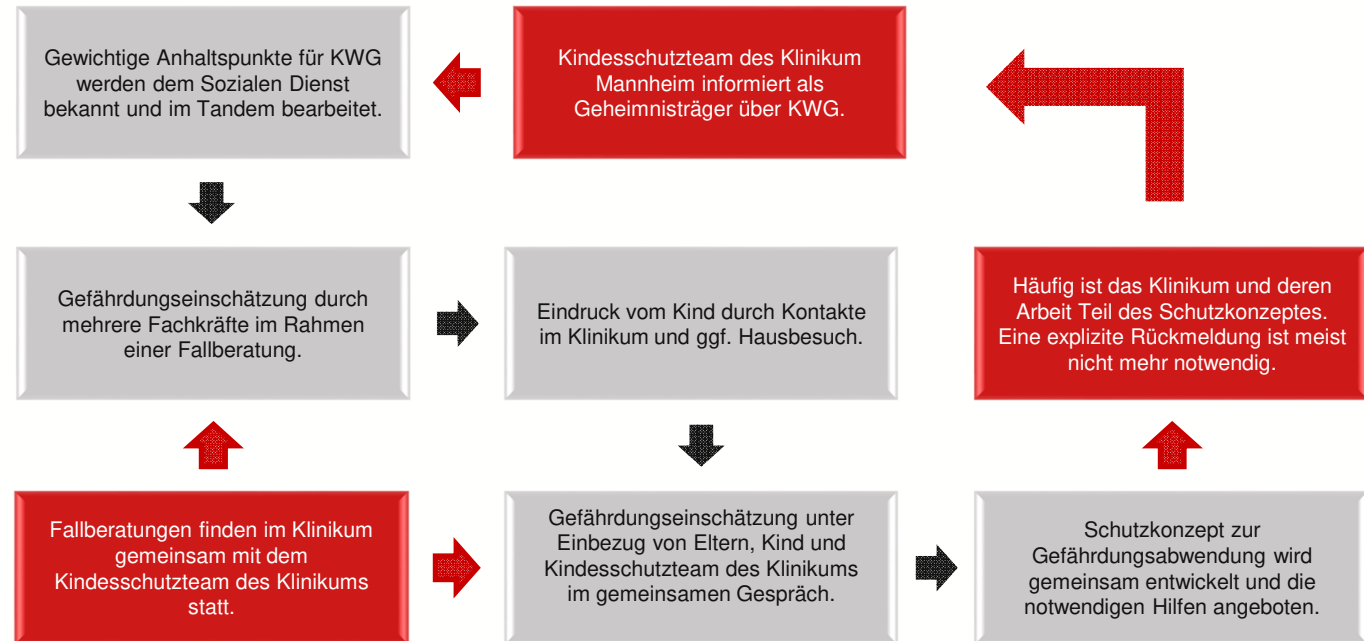 Gewichtige Anhaltspunkte für KWG
werden dem Sozialen Dienst
bekannt und im Tandem bearbeitet.
Kindesschutzteam des Klinikum
Mannheim informiert als
Geheimnisträger über KWG.
Gefährdungseinschätzung durch
mehrere Fachkräfte im Rahmen
einer Fallberatung.
Eindruck vom Kind durch Kontakte
im Klinikum und ggf. Hausbesuch.
Häufig ist das Klinikum und deren
Arbeit Teil des Schutzkonzeptes.
Eine explizite Rückmeldung ist meist
nicht mehr notwendig.
Fallberatungen finden im Klinikum
gemeinsam mit dem
Kindesschutzteam des Klinikums
statt.
Gefährdungseinschätzung unter
Einbezug von Eltern, Kind und
Kindesschutzteam des Klinikums
im gemeinsamen Gespräch.
Schutzkonzept zur
Gefährdungsabwendung wird
gemeinsam entwickelt und die
notwendigen Hilfen angeboten.